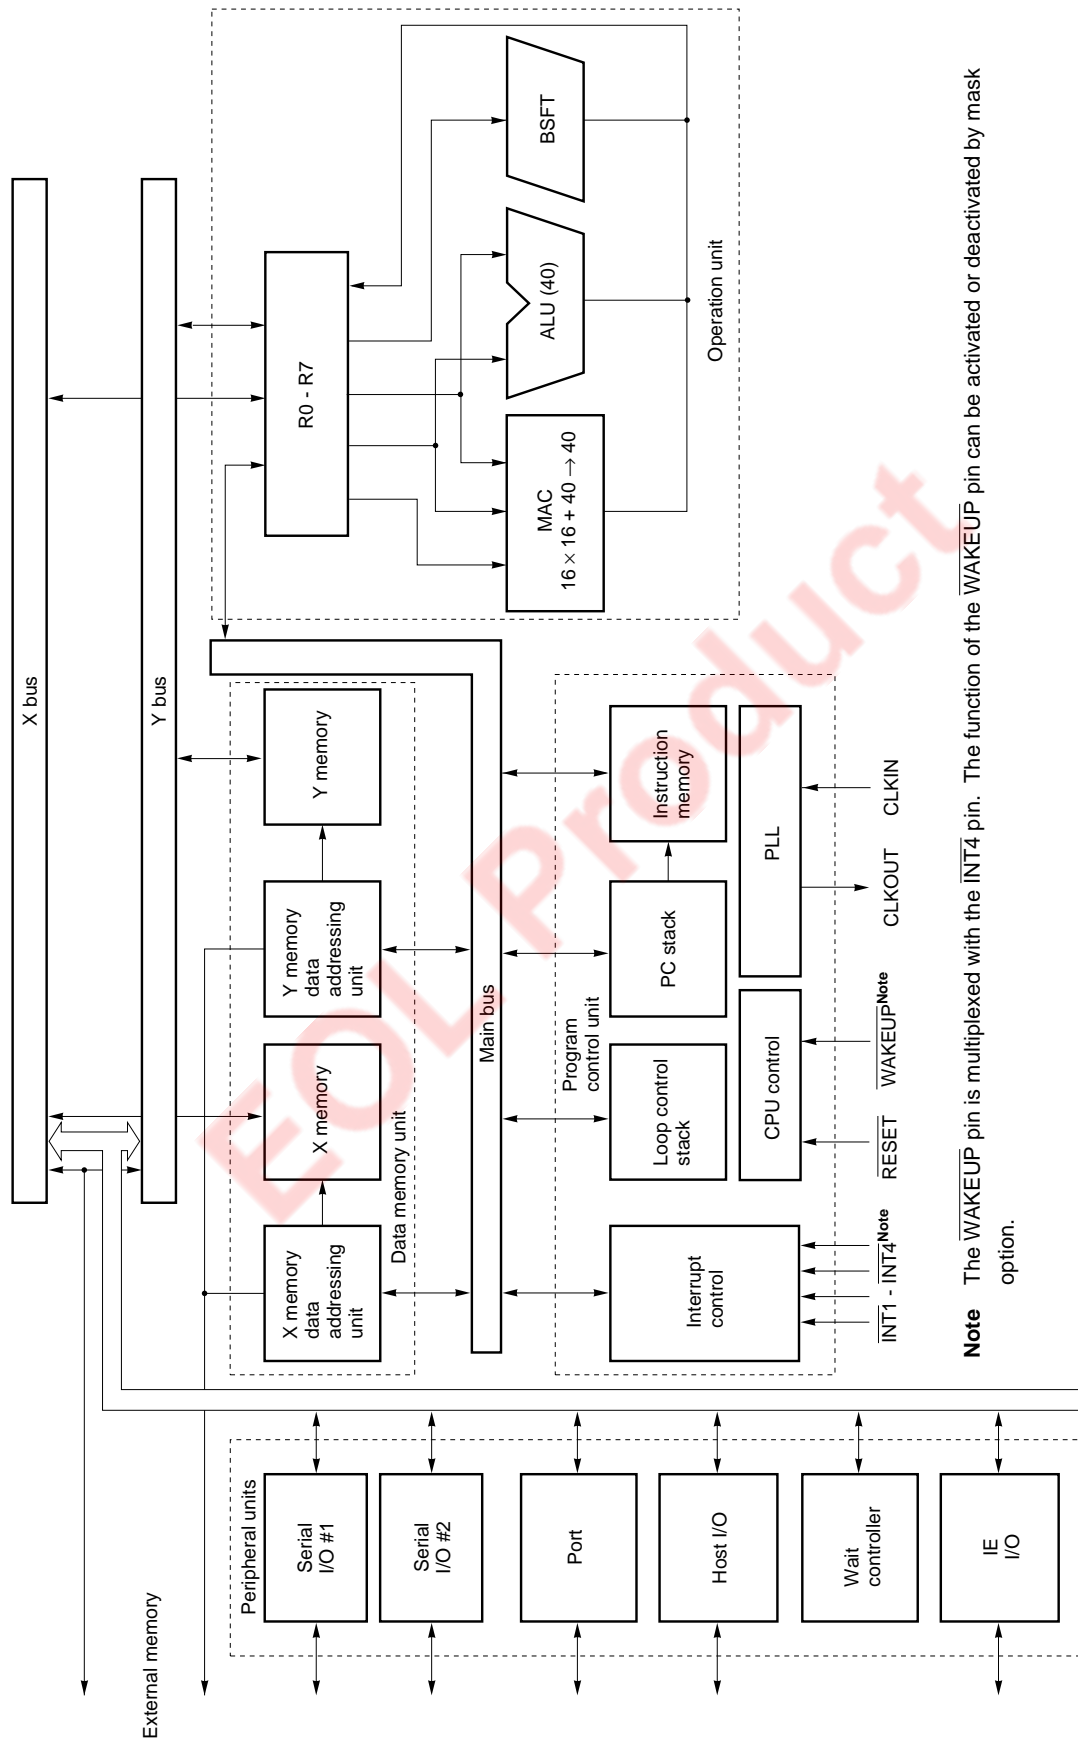 X bus
Y bus
External memory
Peripheral units
Serial
I/O #1
Serial
I/O #2
Port
Host I/O
Wait
controller
IE
I/O
X memory
data
addressing
unit
X memory
Y memory
data
addressing
unit
Y memory
Data memory unit
Main bus
R0 - R7
MAC
16 × 16 + 40 → 40
ALU (40)
BSFT
Operation unit
Program
control unit
Interrupt
control
Loop control
stack
PC stack
Instruction
memory
CPU control
PLL
INT1 - INT4Note
RESET
WAKEUPNote
CLKOUT
CLKIN
Note The WAKEUP pin is multiplexed with the INT4 pin. The function of the WAKEUP pin can be activated or deactivated by mask
option.
EOL Product